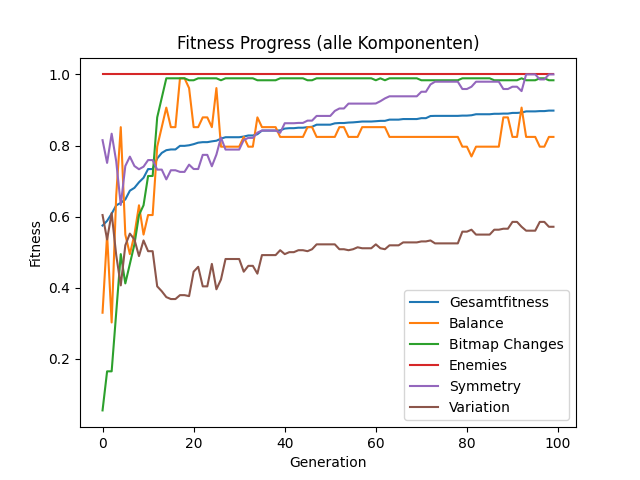 Fitness Progress (alle Komponenten)
1.0
0.8
0.6
0.4
0.2
Fitness
0 20 40 60 80 100
Generation
Gesamtfitness
Balance
Bitmap Changes
Enemies
Symmetry
Variation